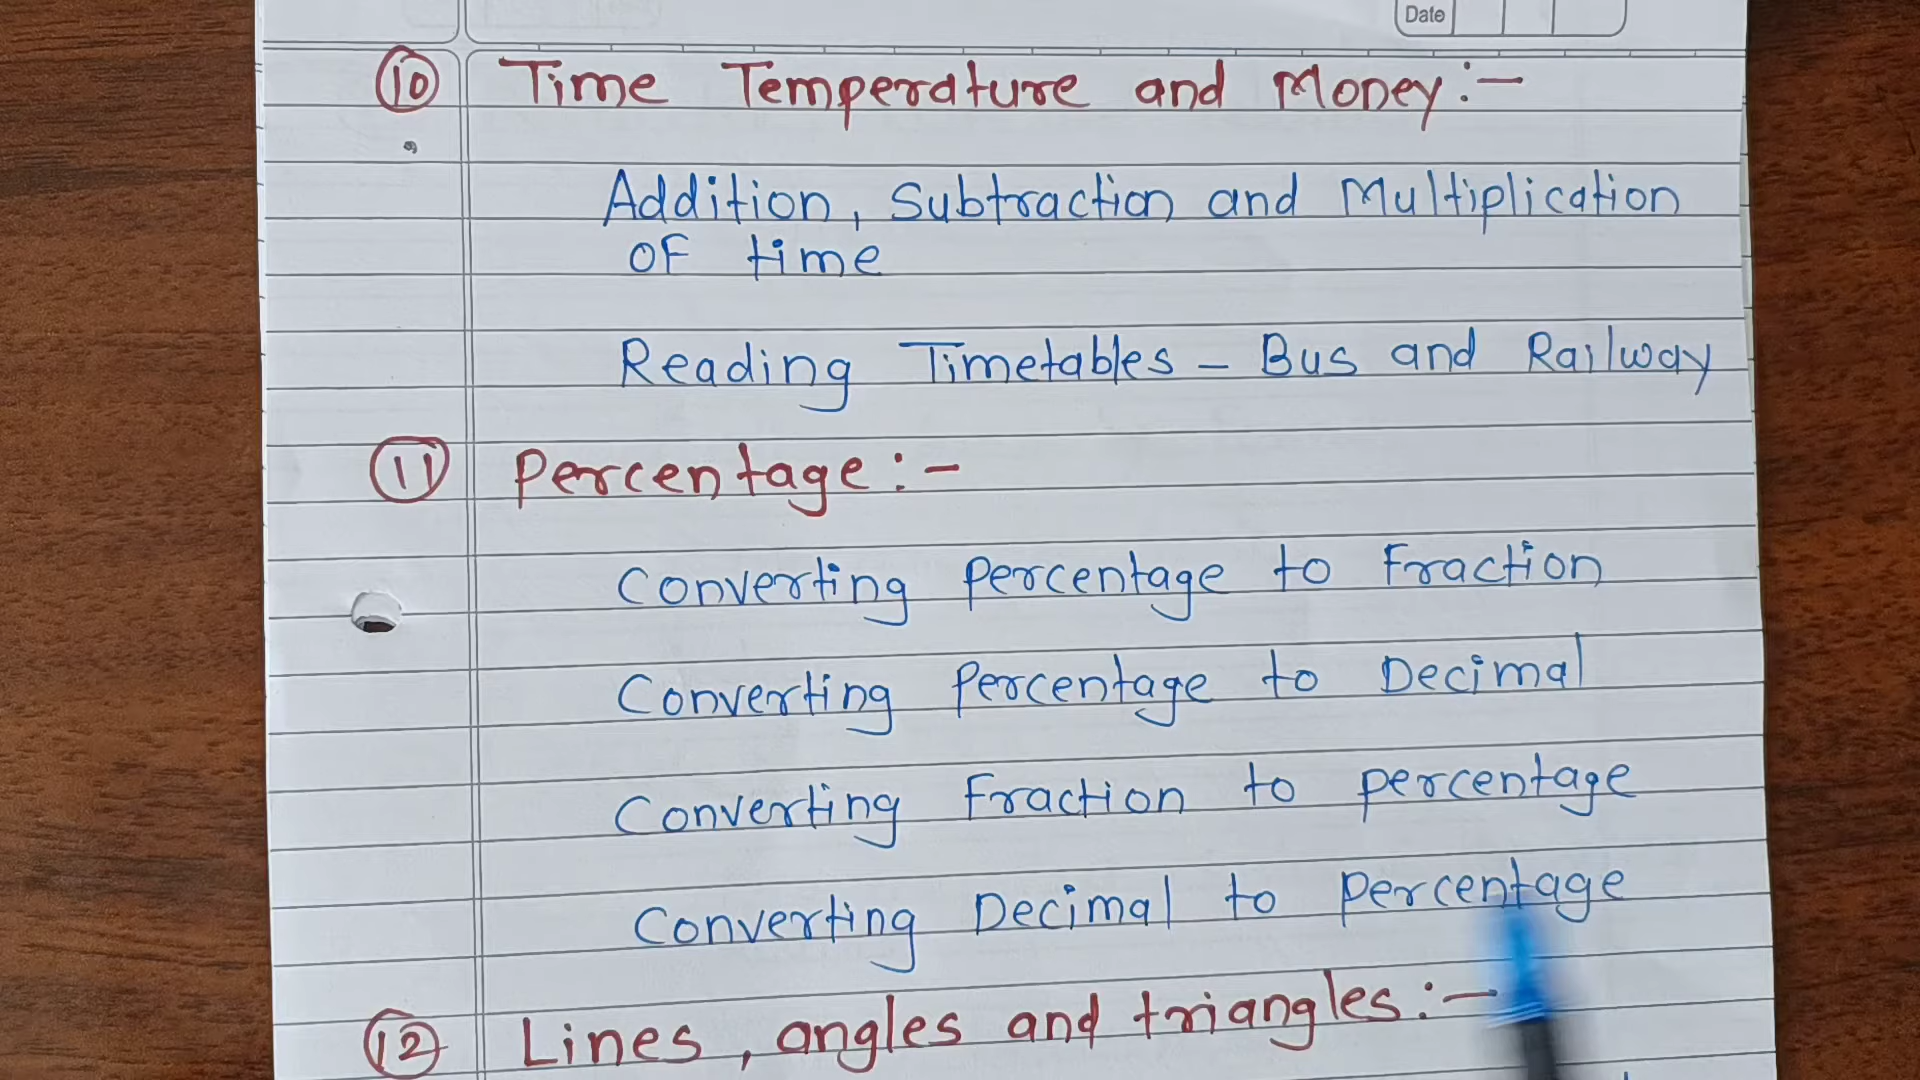 Date
10 Time Temperature and Money:-
Addition, Subtraction and Multiplication
OF time
Reading Timetables - Bus and Railway
11 Percentage:-
Converting Percentage to Fraction
Converting Percentage to Decimal
Converting Fraction to percentage
Converting Decimal to percentage
12 Lines, angles and triangles:-